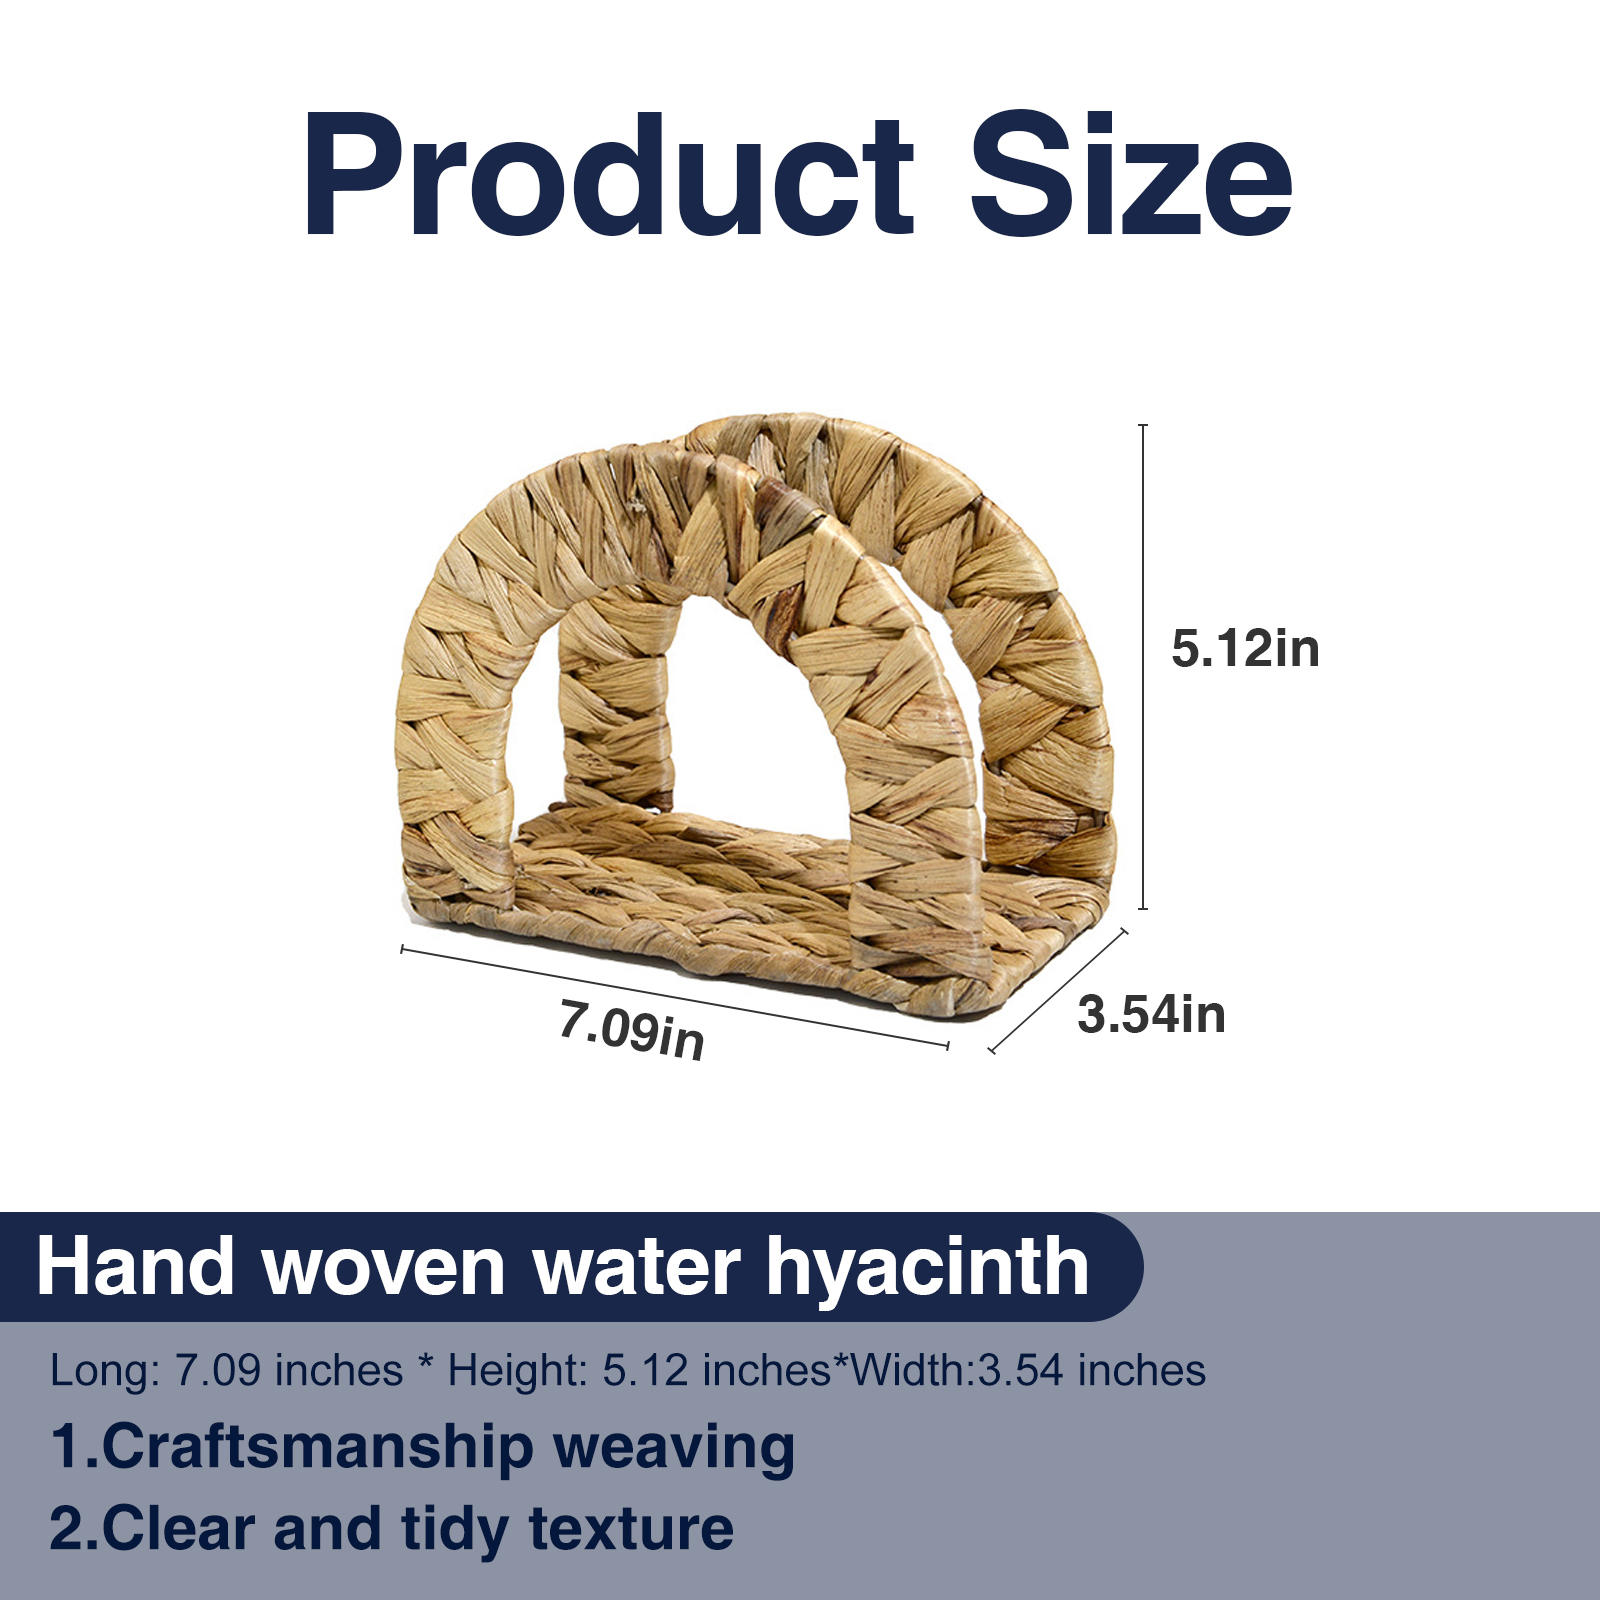 Product Size
5.12in
3.54in
7.09in
Hand woven water hyacinth
Long: 7.09 inches * Height: 5.12 inches*Width:3.54 inches
1.Craftsmanship weaving
2.Clear and tidy texture